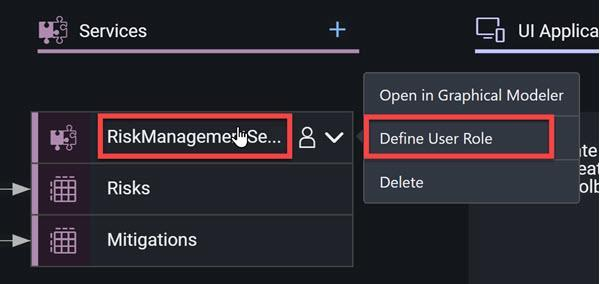 Services
+
UI Applica
RiskManagementSe...
Risks
Mitigations
Open in Graphical Modeler
Define User Role
Delete